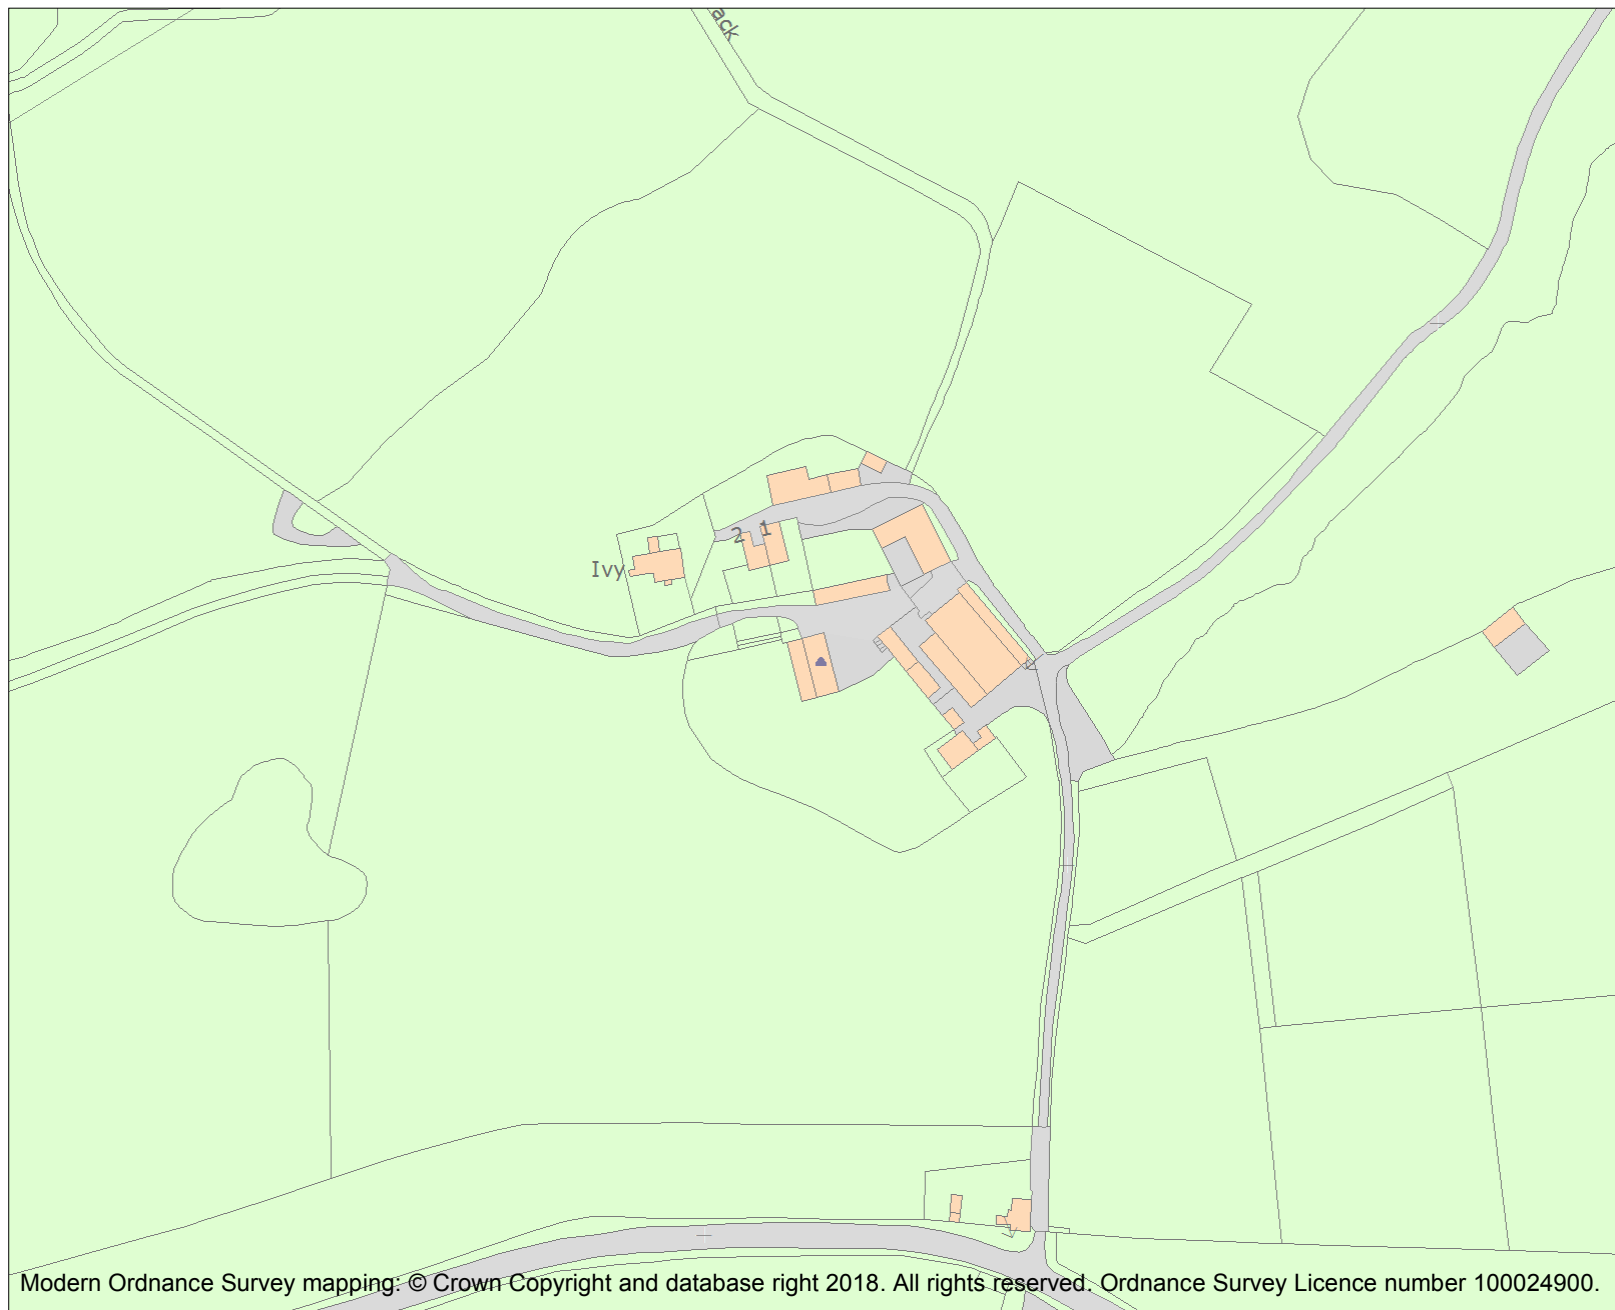 ack
2 1
Ivy
Modern Ordnance Survey mapping: © Crown Copyright and database right 2018. All rights reserved. Ordnance Survey Licence number 100024900.